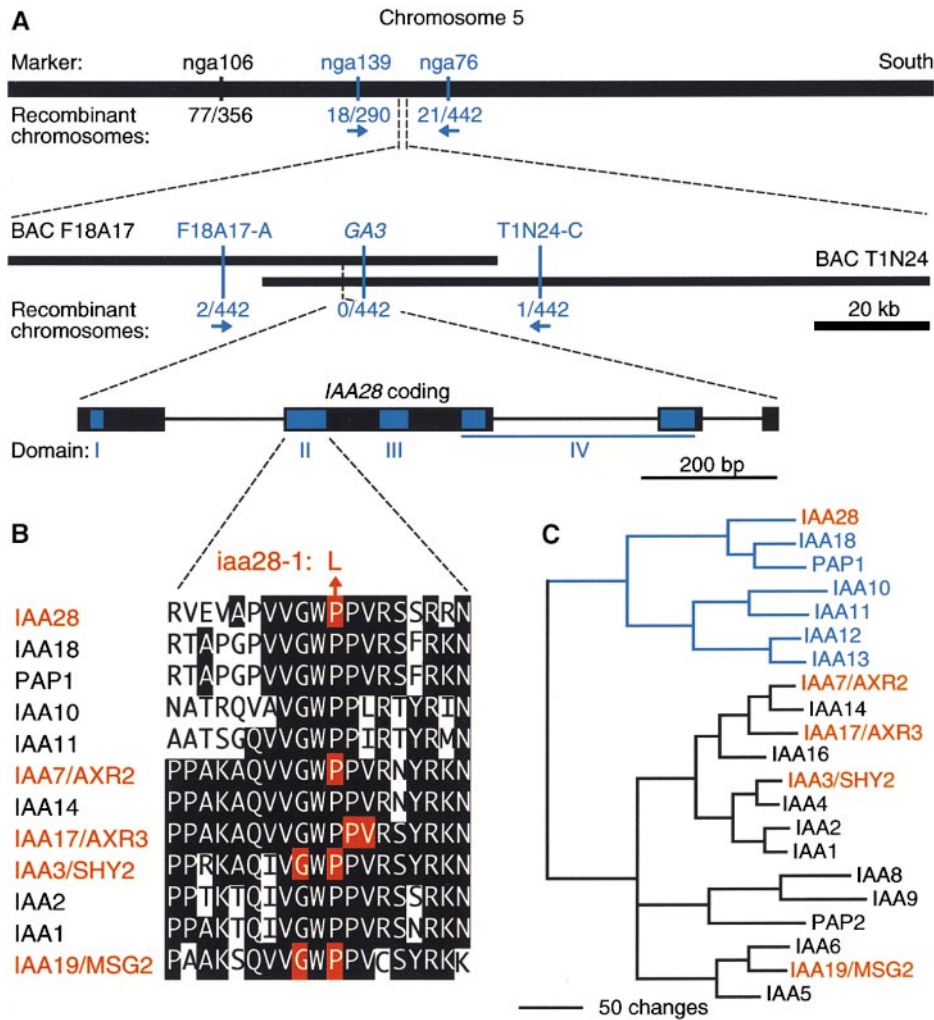 A
Chromosome 5
Marker: nga106 nga139 nga76 South
Recombinant chromosomes: 77/356 18/290 21/442
BAC F18A17 F18A17-A GA3 T1N24-C BAC T1N24
Recombinant chromosomes: 2/442 0/442 1/442
20 kb
IAA28 coding
Domain: I II III IV
200 bp
B
iaa28-1: L
IAA28 RVEVAPVVGWPPVRSSRRN
IAA18 RTAPGPVVGWPPVRSFRKN
PAP1 RTAPGPVVGWPPVRSFRKN
IAA10 NATRQVAVGWPPLRTYRIN
IAA11 AATSGQVVGWPPIRTYRMN
IAA7/AXR2 PPAKAQVVGWPPVRNYRKN
IAA14 PPAKAQVVGWPPVRNYRKN
IAA17/AXR3 PPAKAQVVGWPPVRSYRKN
IAA3/SHY2 PPRKAQIVGWPPVRSYRKN
IAA2 PPTKTQIVGWPPVRSSRKN
IAA1 PPAKTQIVGWPPVRSNRKN
IAA19/MSG2 PAAKSQVVGWPPVCSYRKK
C
IAA28
IAA18
PAP1
IAA10
IAA11
IAA12
IAA13
IAA7/AXR2
IAA14
IAA17/AXR3
IAA16
IAA3/SHY2
IAA4
IAA2
IAA1
IAA8
IAA9
PAP2
IAA6
IAA19/MSG2
IAA5
50 changes